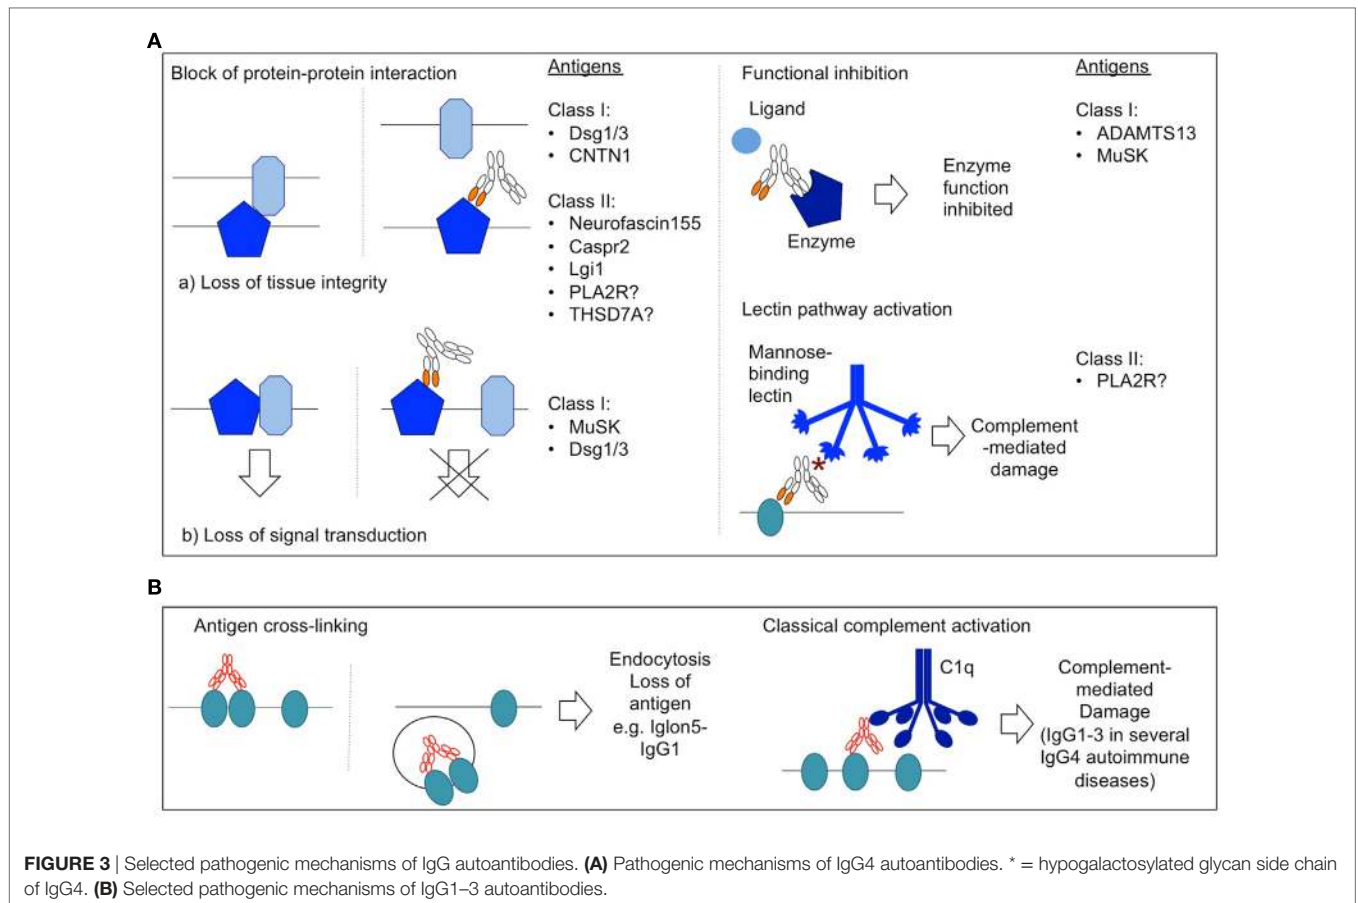 A
Block of protein-protein interaction
Antigens
Class I:
• Dsg1/3
• CNTN1
Class II:
• Neurofascin155
• Caspr2
• Lgi1
• PLA2R?
• THSD7A?
a) Loss of tissue integrity
Class I:
• MuSK
• Dsg1/3
b) Loss of signal transduction
Functional inhibition
Antigens
Ligand
Class I:
• ADAMTS13
• MuSK
Enzyme
function
inhibited
Enzyme
Lectin pathway activation
Mannose-
binding
lectin
Class II:
• PLA2R?
*
Complement
-mediated
damage
B
Antigen cross-linking
Endocytosis
Loss of
antigen
e.g. Iglon5-
IgG1
Classical complement activation
C1q
Complement-
mediated
Damage
(IgG1-3 in several
IgG4 autoimmune
diseases)
FIGURE 3 | Selected pathogenic mechanisms of IgG autoantibodies. (A) Pathogenic mechanisms of IgG4 autoantibodies. * = hypogalactosylated glycan side chain
of IgG4. (B) Selected pathogenic mechanisms of IgG1–3 autoantibodies.